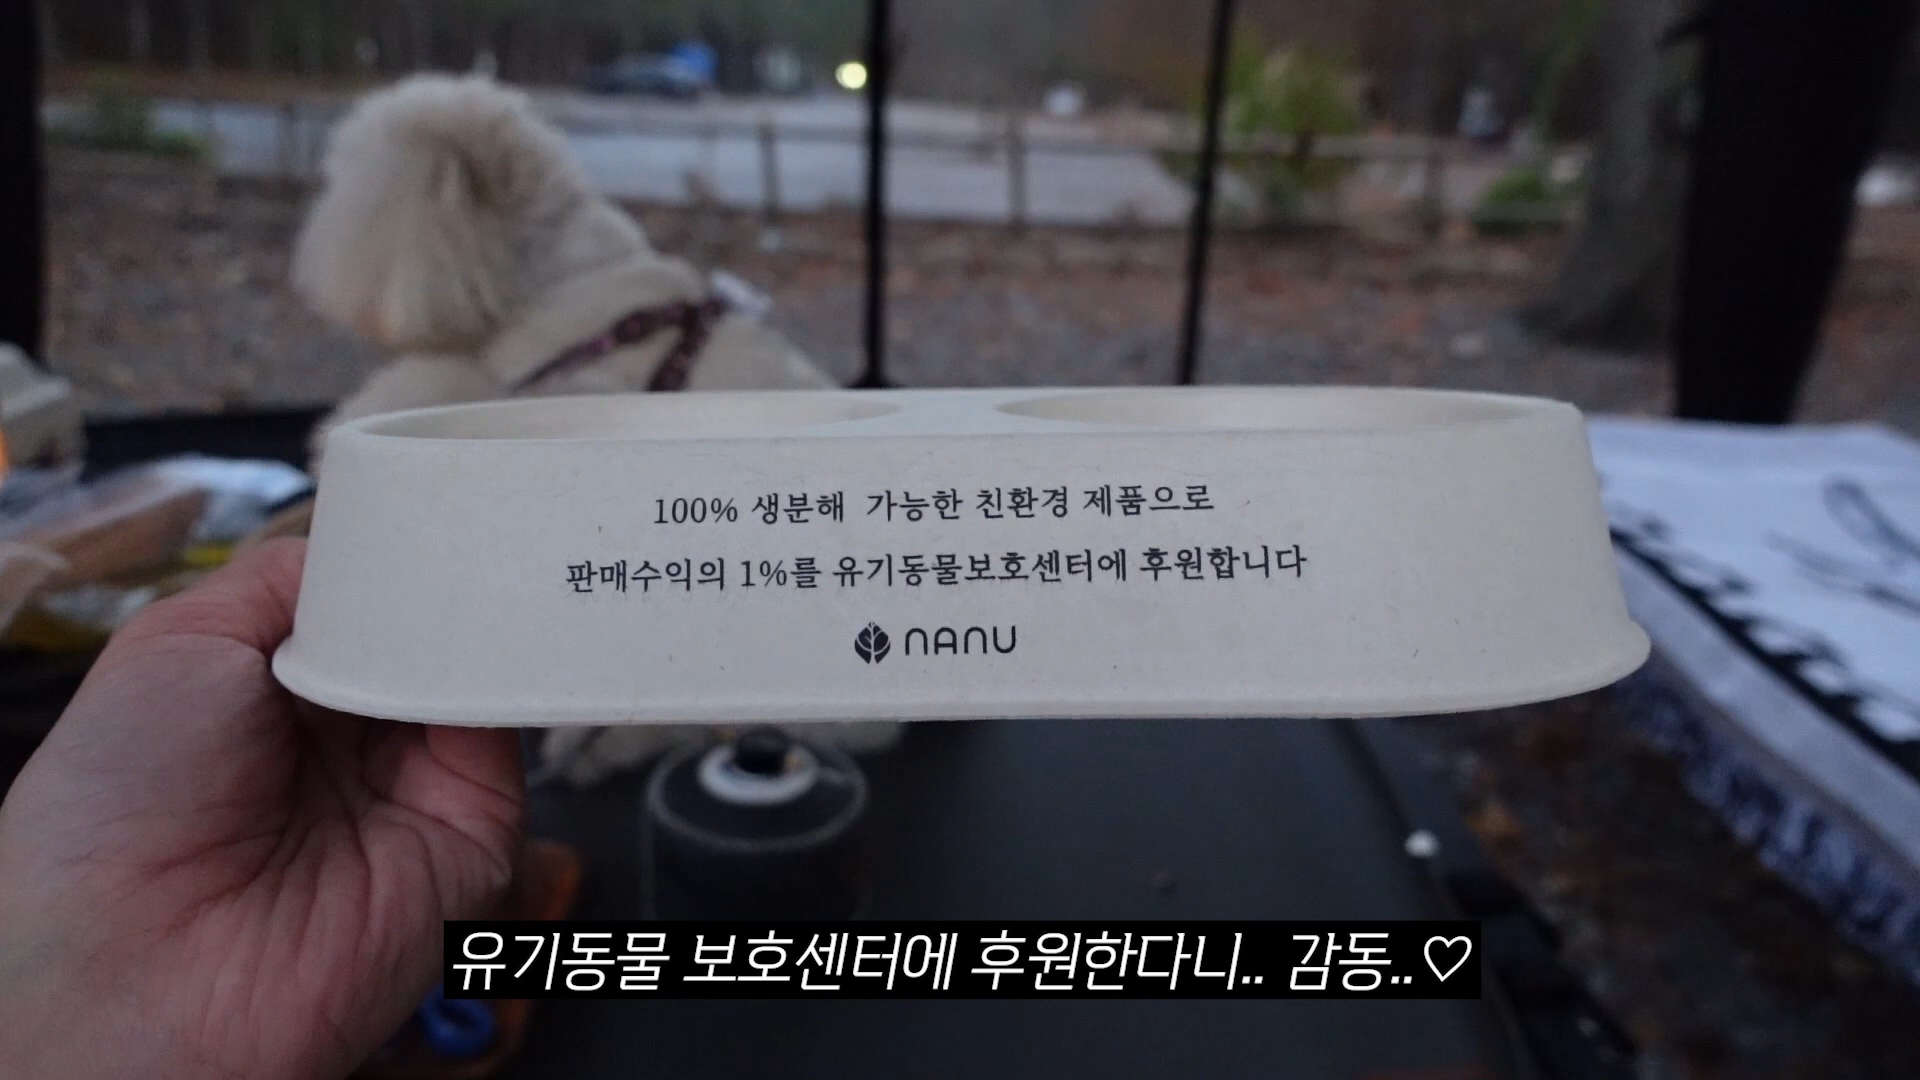 100% 생분해 가능한 친환경 제품으로
판매수익의 1%를 유기동물보호센터에 후원합니다
nanu
유기동물 보호센터에 후원한다니.. 감동..♡